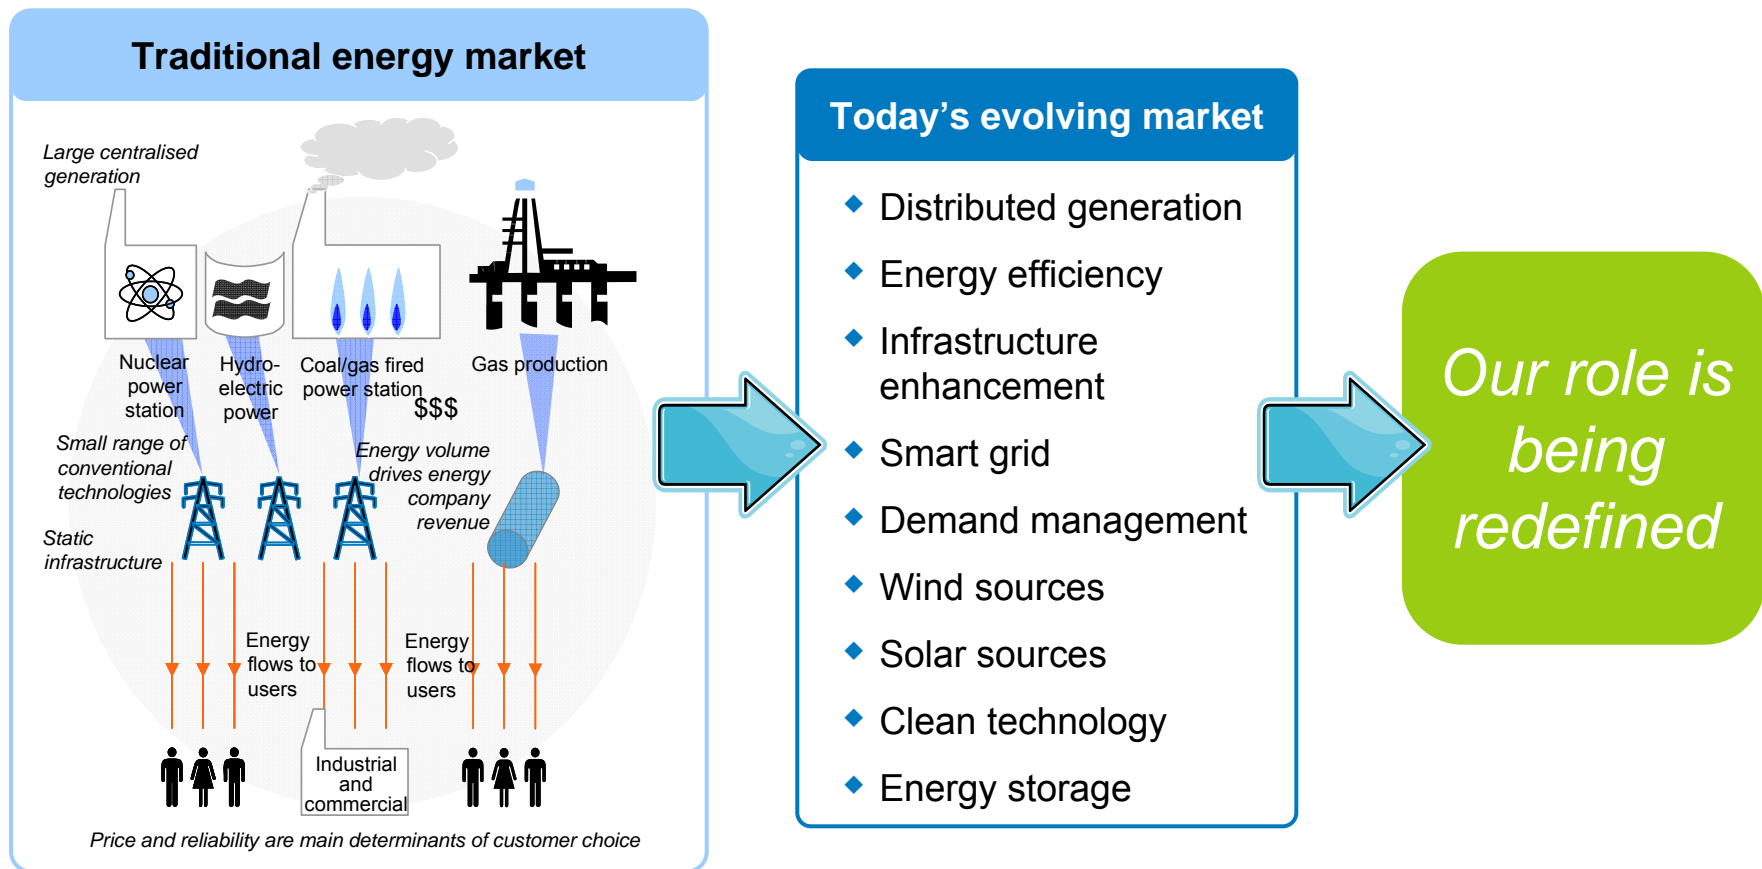 Traditional energy market
Large centralised
generation
Nuclear
power
station
Hydro-
electric
power
Coal/gas fired
power station
$$$
Gas production
Small range of
conventional
technologies
Energy volume
drives energy
company
revenue
Static
infrastructure
Energy
flows to
users
Energy
flows to
users
Industrial
and
commercial
Price and reliability are main determinants of customer choice
Today’s evolving market
Distributed generation
Energy efficiency
Infrastructure
enhancement
Smart grid
Demand management
Wind sources
Solar sources
Clean technology
Energy storage
Our role is
being
redefined